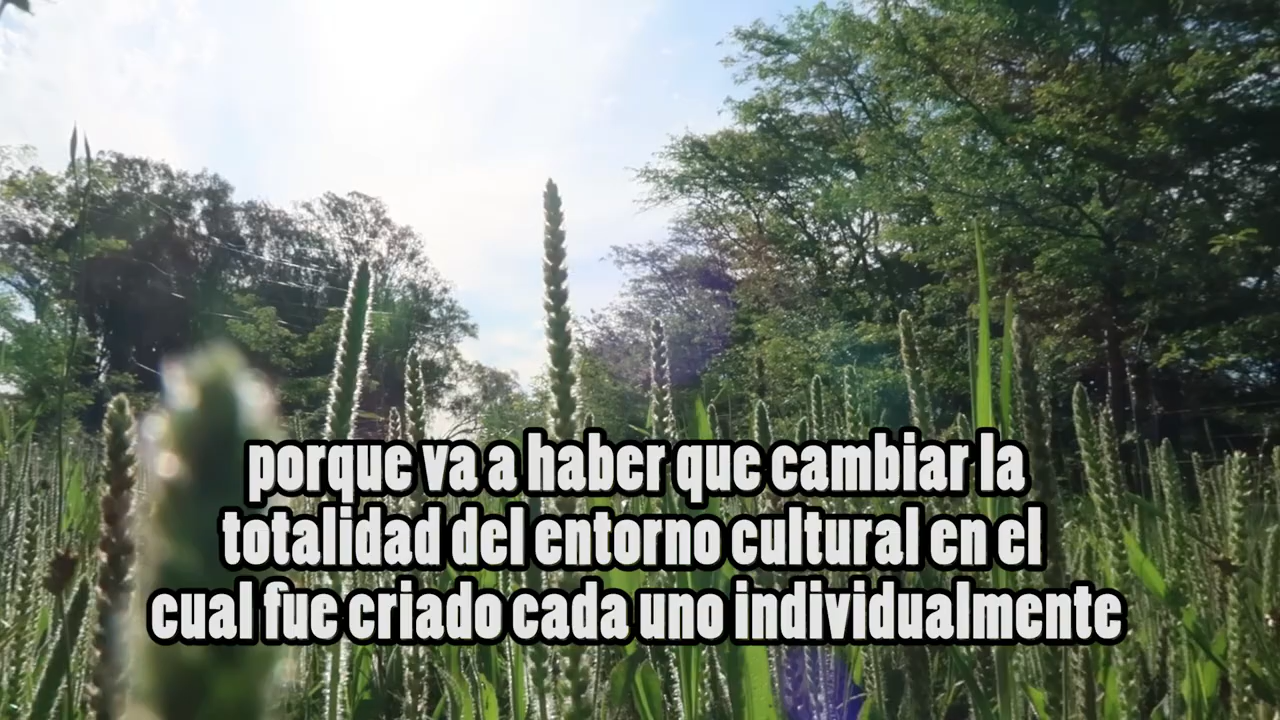 porque va a haber que cambiar la
totalidad del entorno cultural en el
cual fue criado cada uno individualmente